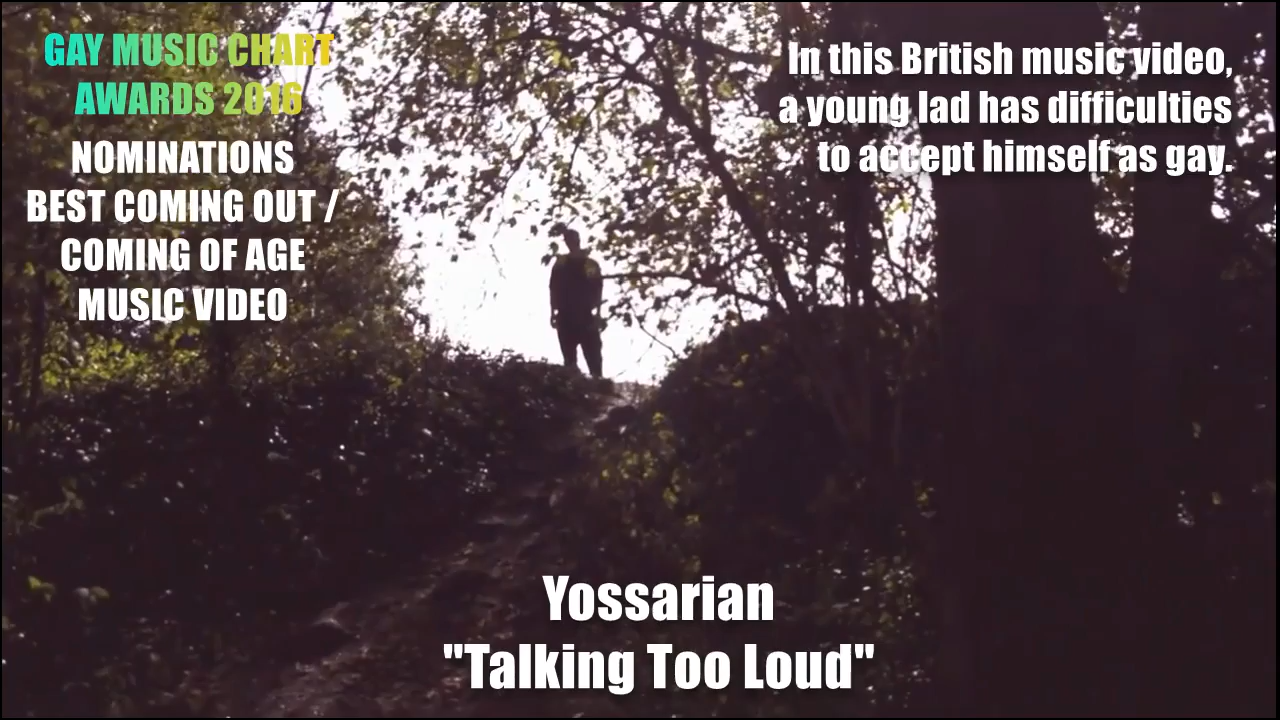 GAY MUSIC CHART
AWARDS 2016
NOMINATIONS
BEST COMING OUT /
COMING OF AGE
MUSIC VIDEO
In this British music video,
a young lad has difficulties
to accept himself as gay.
Yossarian
"Talking Too Loud"